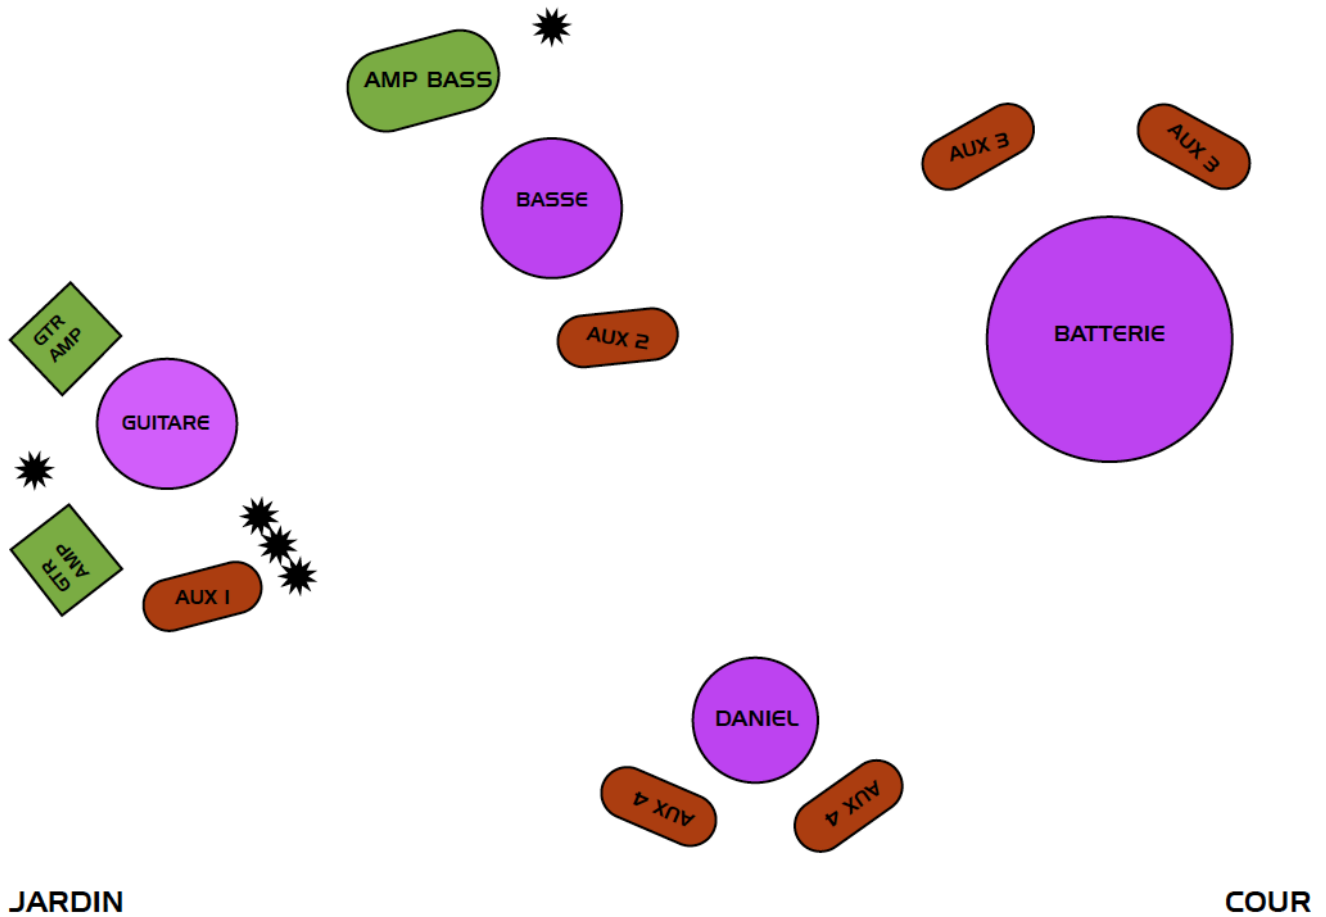 AMP BASS
AUX 3
AUX 3
BASSE
GTR
AMP
AUX 2
BATTERIE
GUITARE
GTR
AMP
AUX 1
DANIEL
AUX 4
AUX 4
JARDIN
COUR